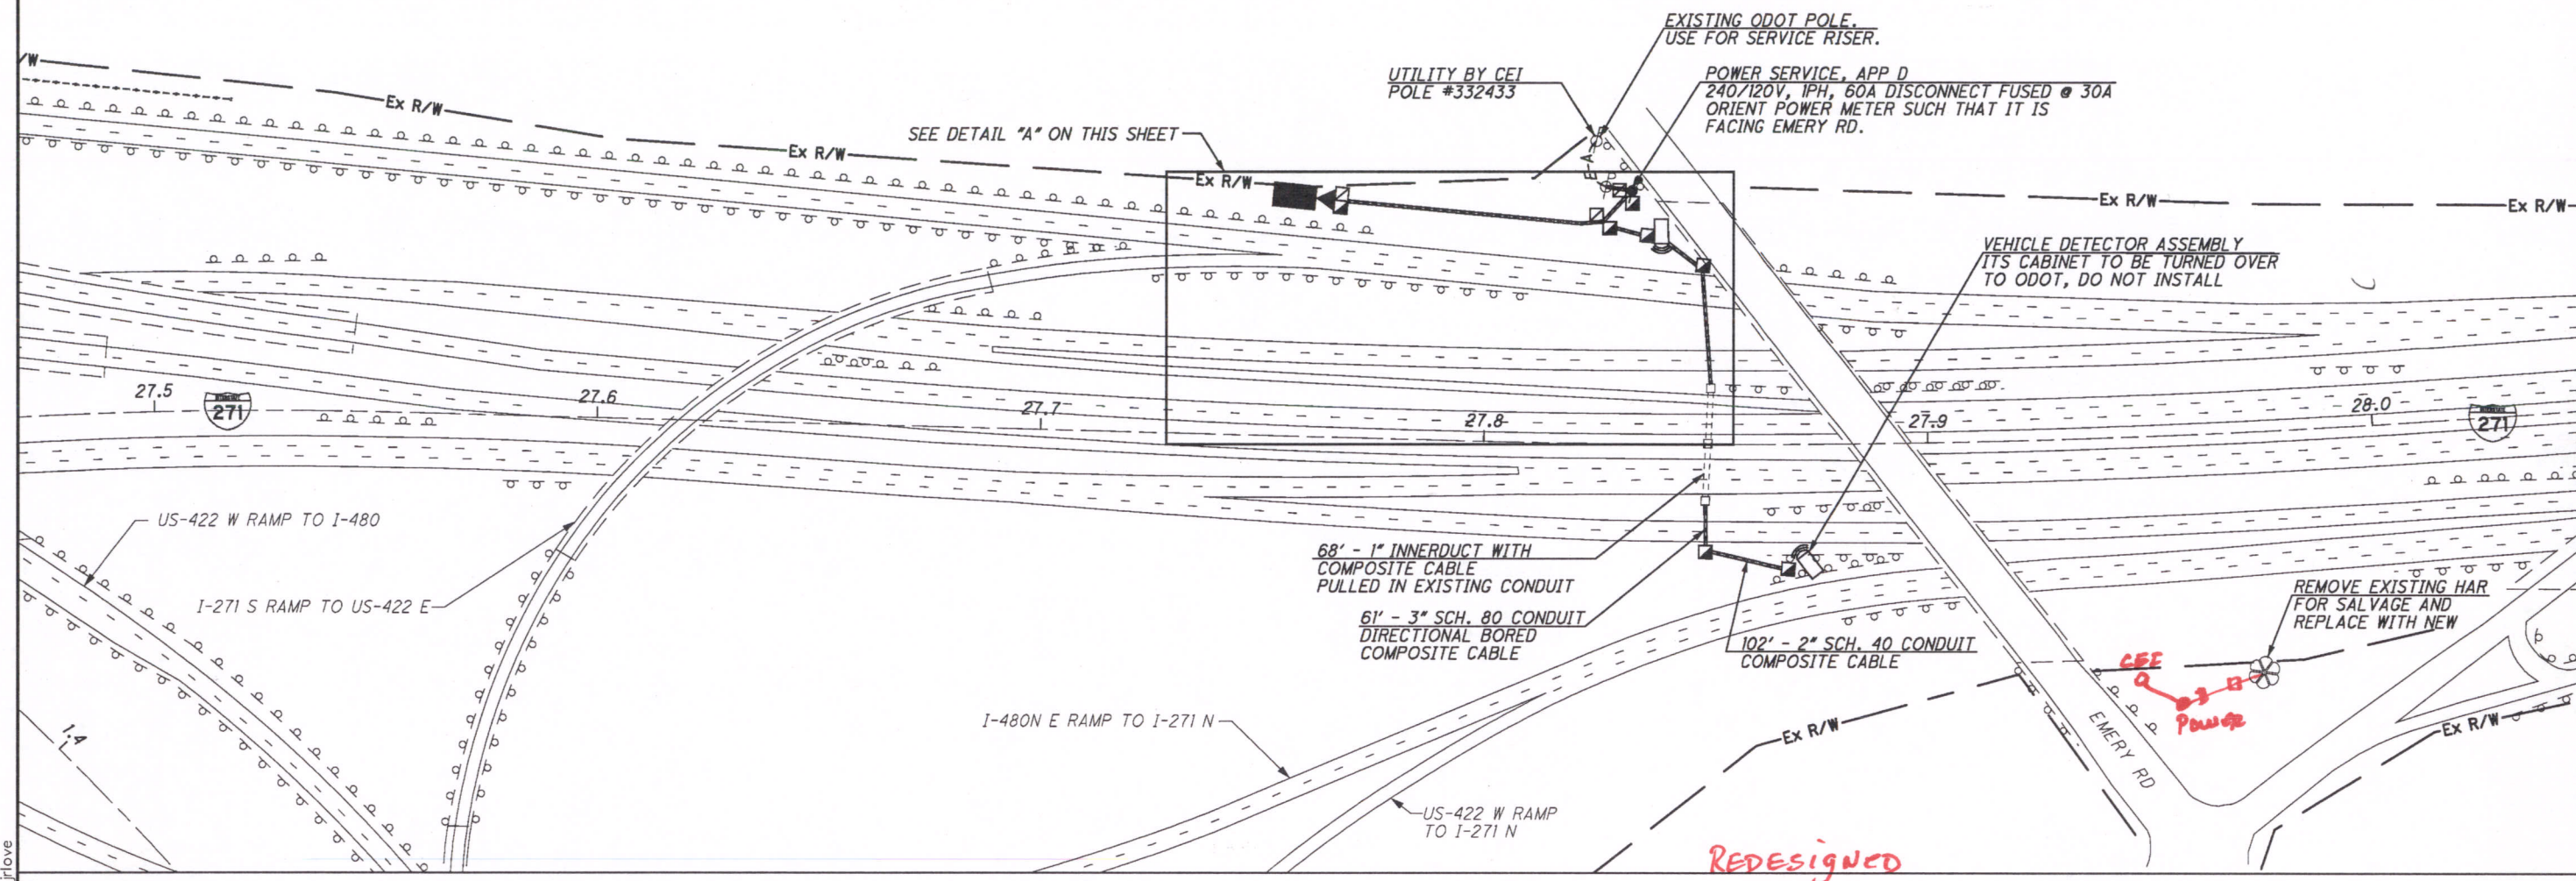 EXISTING ODOT POLE.
USE FOR SERVICE RISER.
UTILITY BY CEI
POLE #332433
POWER SERVICE, APP D
240/120V, 1PH, 60A DISCONNECT FUSED @ 30A
ORIENT POWER METER SUCH THAT IT IS
FACING EMERY RD.
/W
Ex R/W
SEE DETAIL "A" ON THIS SHEET
Ex R/W
Ex R/W
E-A
Ex R/W
Ex R/W
VEHICLE DETECTOR ASSEMBLY
ITS CABINET TO BE TURNED OVER
TO ODOT, DO NOT INSTALL
27.5
271
27.6
27.7
27.8
27.9
28.0
271
US-422 W RAMP TO I-480
I-271 S RAMP TO US-422 E
68' - 1" INNERDUCT WITH
COMPOSITE CABLE
PULLED IN EXISTING CONDUIT
61' - 3" SCH. 80 CONDUIT
DIRECTIONAL BORED
COMPOSITE CABLE
102' - 2" SCH. 40 CONDUIT
COMPOSITE CABLE
REMOVE EXISTING HAR
FOR SALVAGE AND
REPLACE WITH NEW
CEI
POWER
I-480N E RAMP TO I-271 N
Ex R/W
EMERY RD
Ex R/W
1.4
US-422 W RAMP
TO I-271 N
jrlove
REDESIGNED